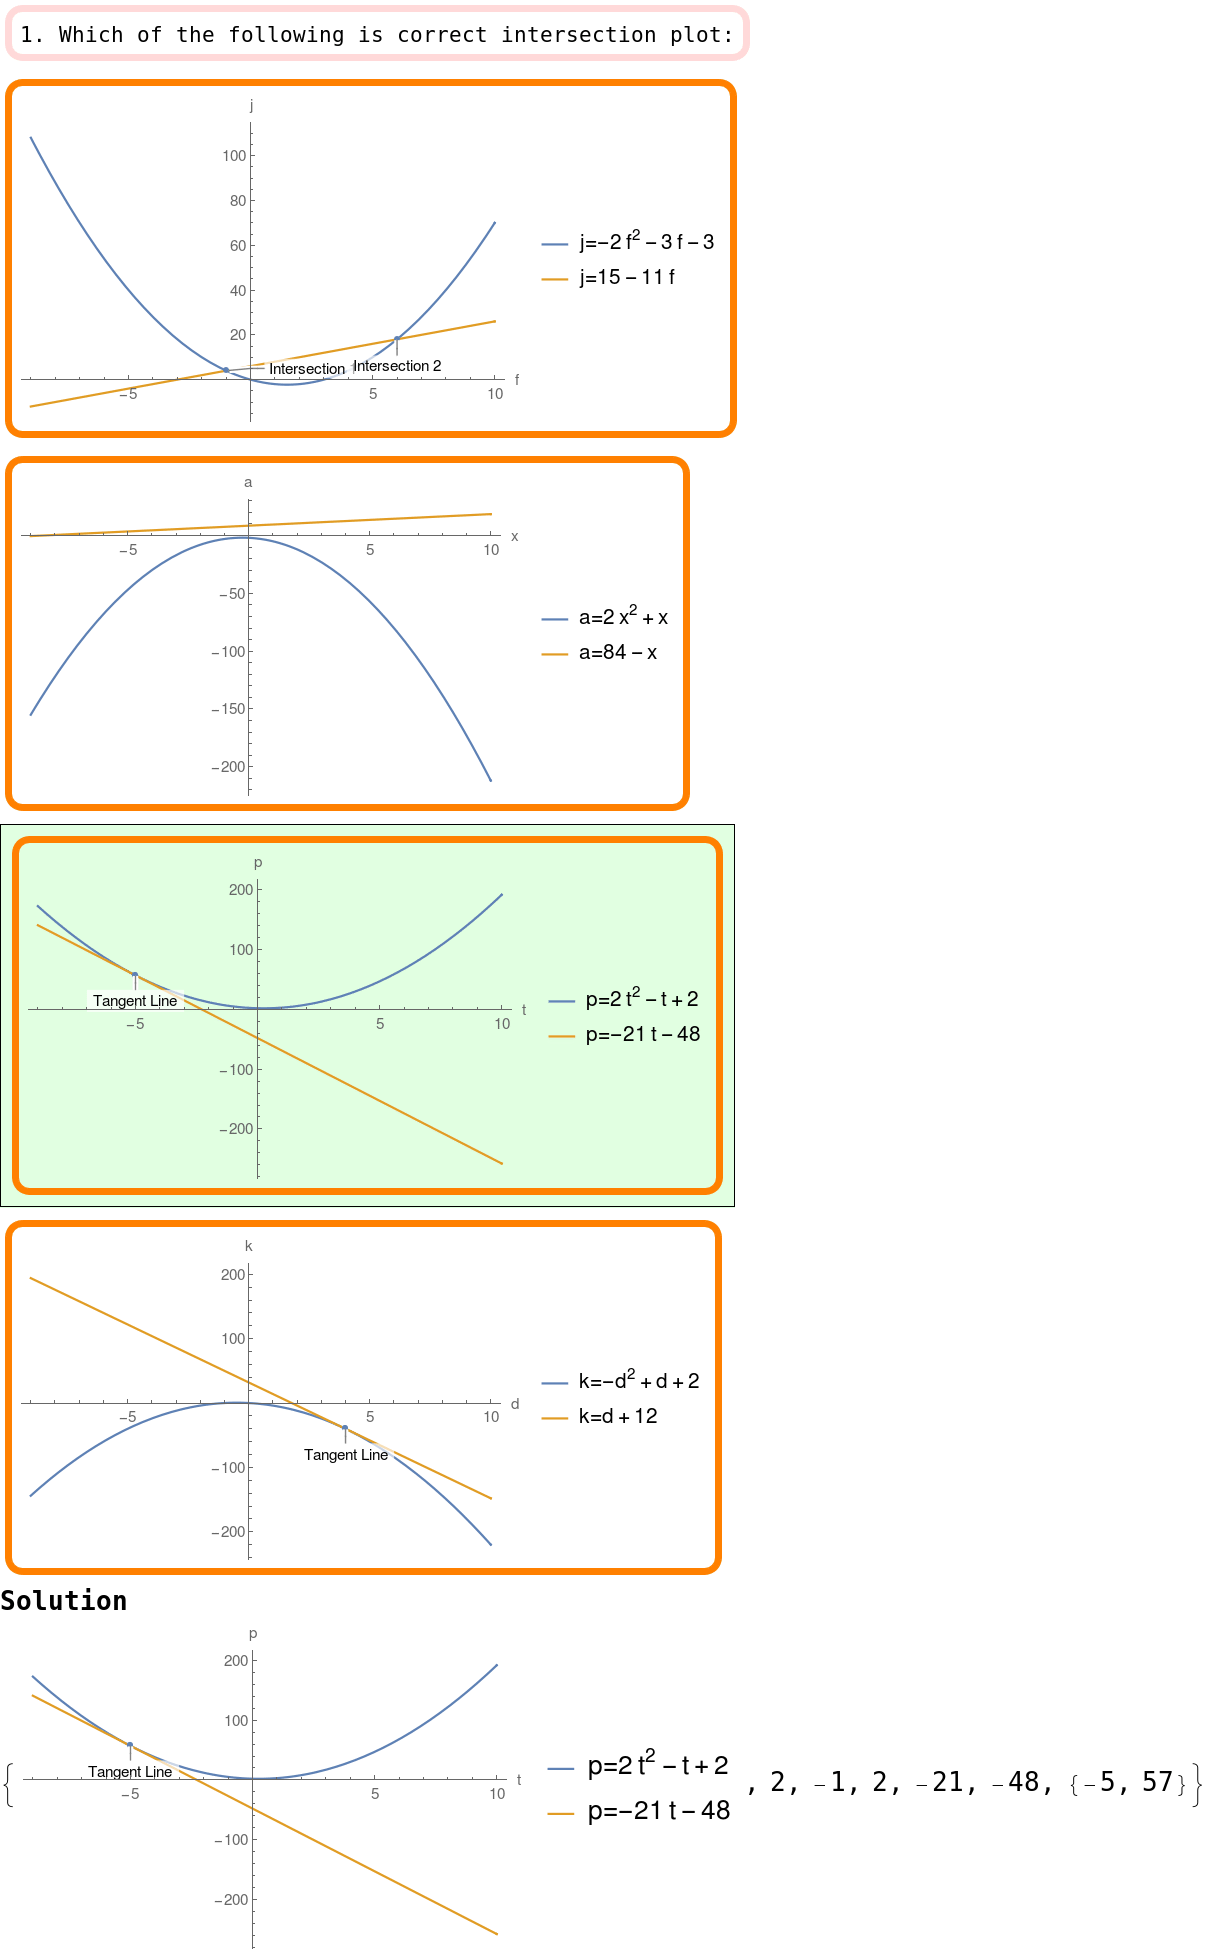 1. Which of the following is correct intersection plot:
j
100
80
60
40
20
−5
5
10
f
Intersection
Intersection 2
j=−2 f² − 3 f − 3
j=15 − 11 f
a
−5
5
10
x
−50
−100
−150
−200
a=2 x² + x
a=84 − x
p
200
100
Tangent Line
−5
5
10
t
−100
−200
p=2 t² − t + 2
p=−21 t − 48
k
200
100
−5
5
10
d
Tangent Line
−100
−200
k=−d² + d + 2
k=d + 12
Solution
p
200
100
Tangent Line
−5
5
10
t
−100
−200
p=2 t² − t + 2
p=−21 t − 48
{ , 2, −1, 2, −21, −48, {−5, 57}}